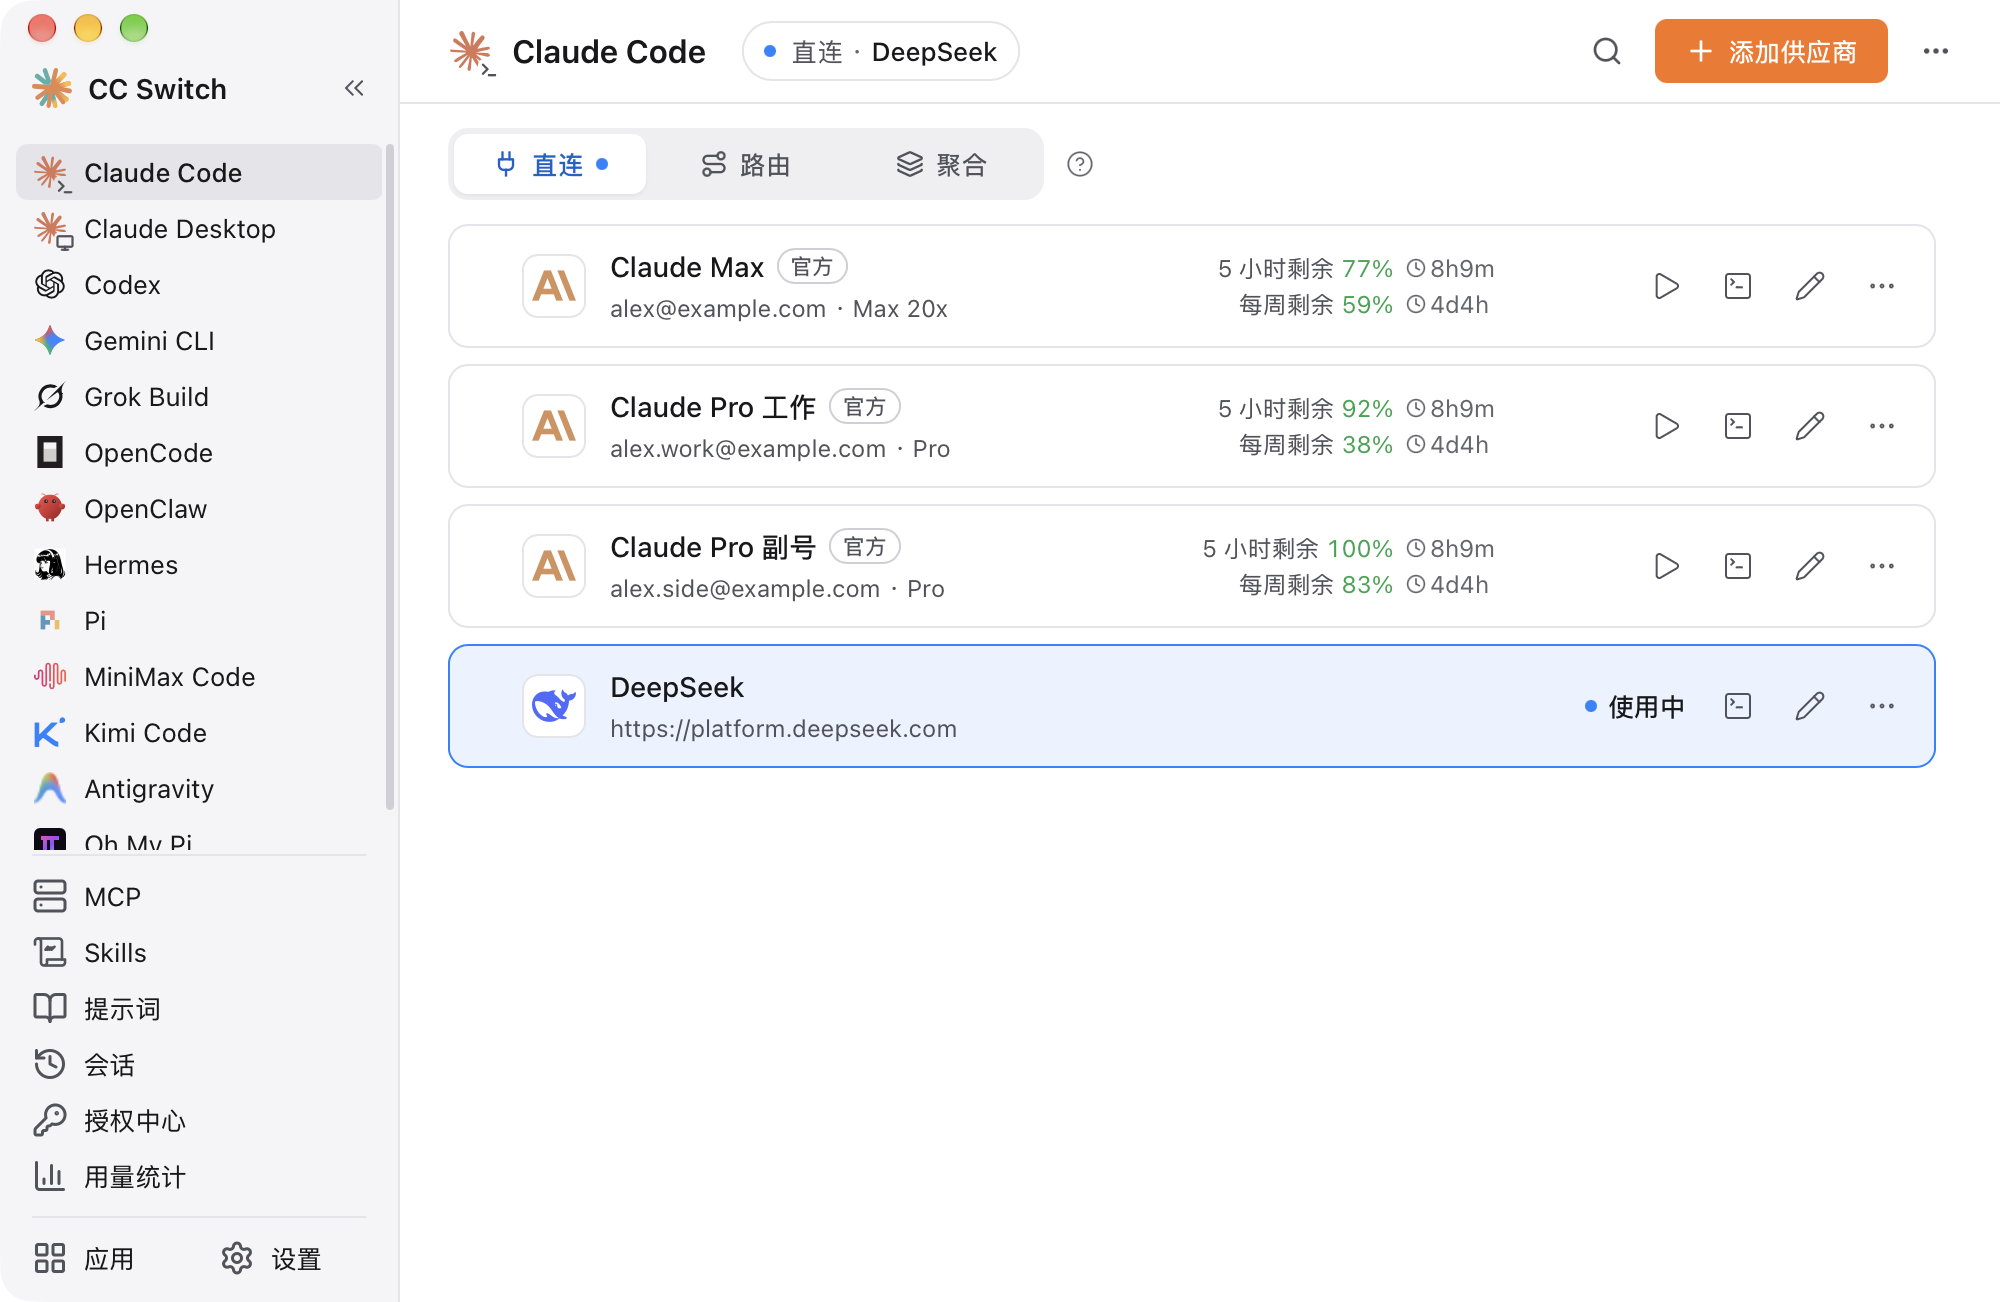 CC Switch
Claude Code
Claude Desktop
Codex
Gemini CLI
Grok Build
OpenCode
OpenClaw
Hermes
Pi
MiniMax Code
Kimi Code
Antigravity
Oh My Pi
MCP
Skills
提示词
会话
授权中心
用量统计
应用
设置
Claude Code
直连 · DeepSeek
添加供应商
直连
路由
聚合
Claude Max 官方
alex@example.com · Max 20x
5 小时剩余 77% 8h9m
每周剩余 59% 4d4h
Claude Pro 工作 官方
alex.work@example.com · Pro
5 小时剩余 92% 8h9m
每周剩余 38% 4d4h
Claude Pro 副号 官方
alex.side@example.com · Pro
5 小时剩余 100% 8h9m
每周剩余 83% 4d4h
DeepSeek
https://platform.deepseek.com
使用中